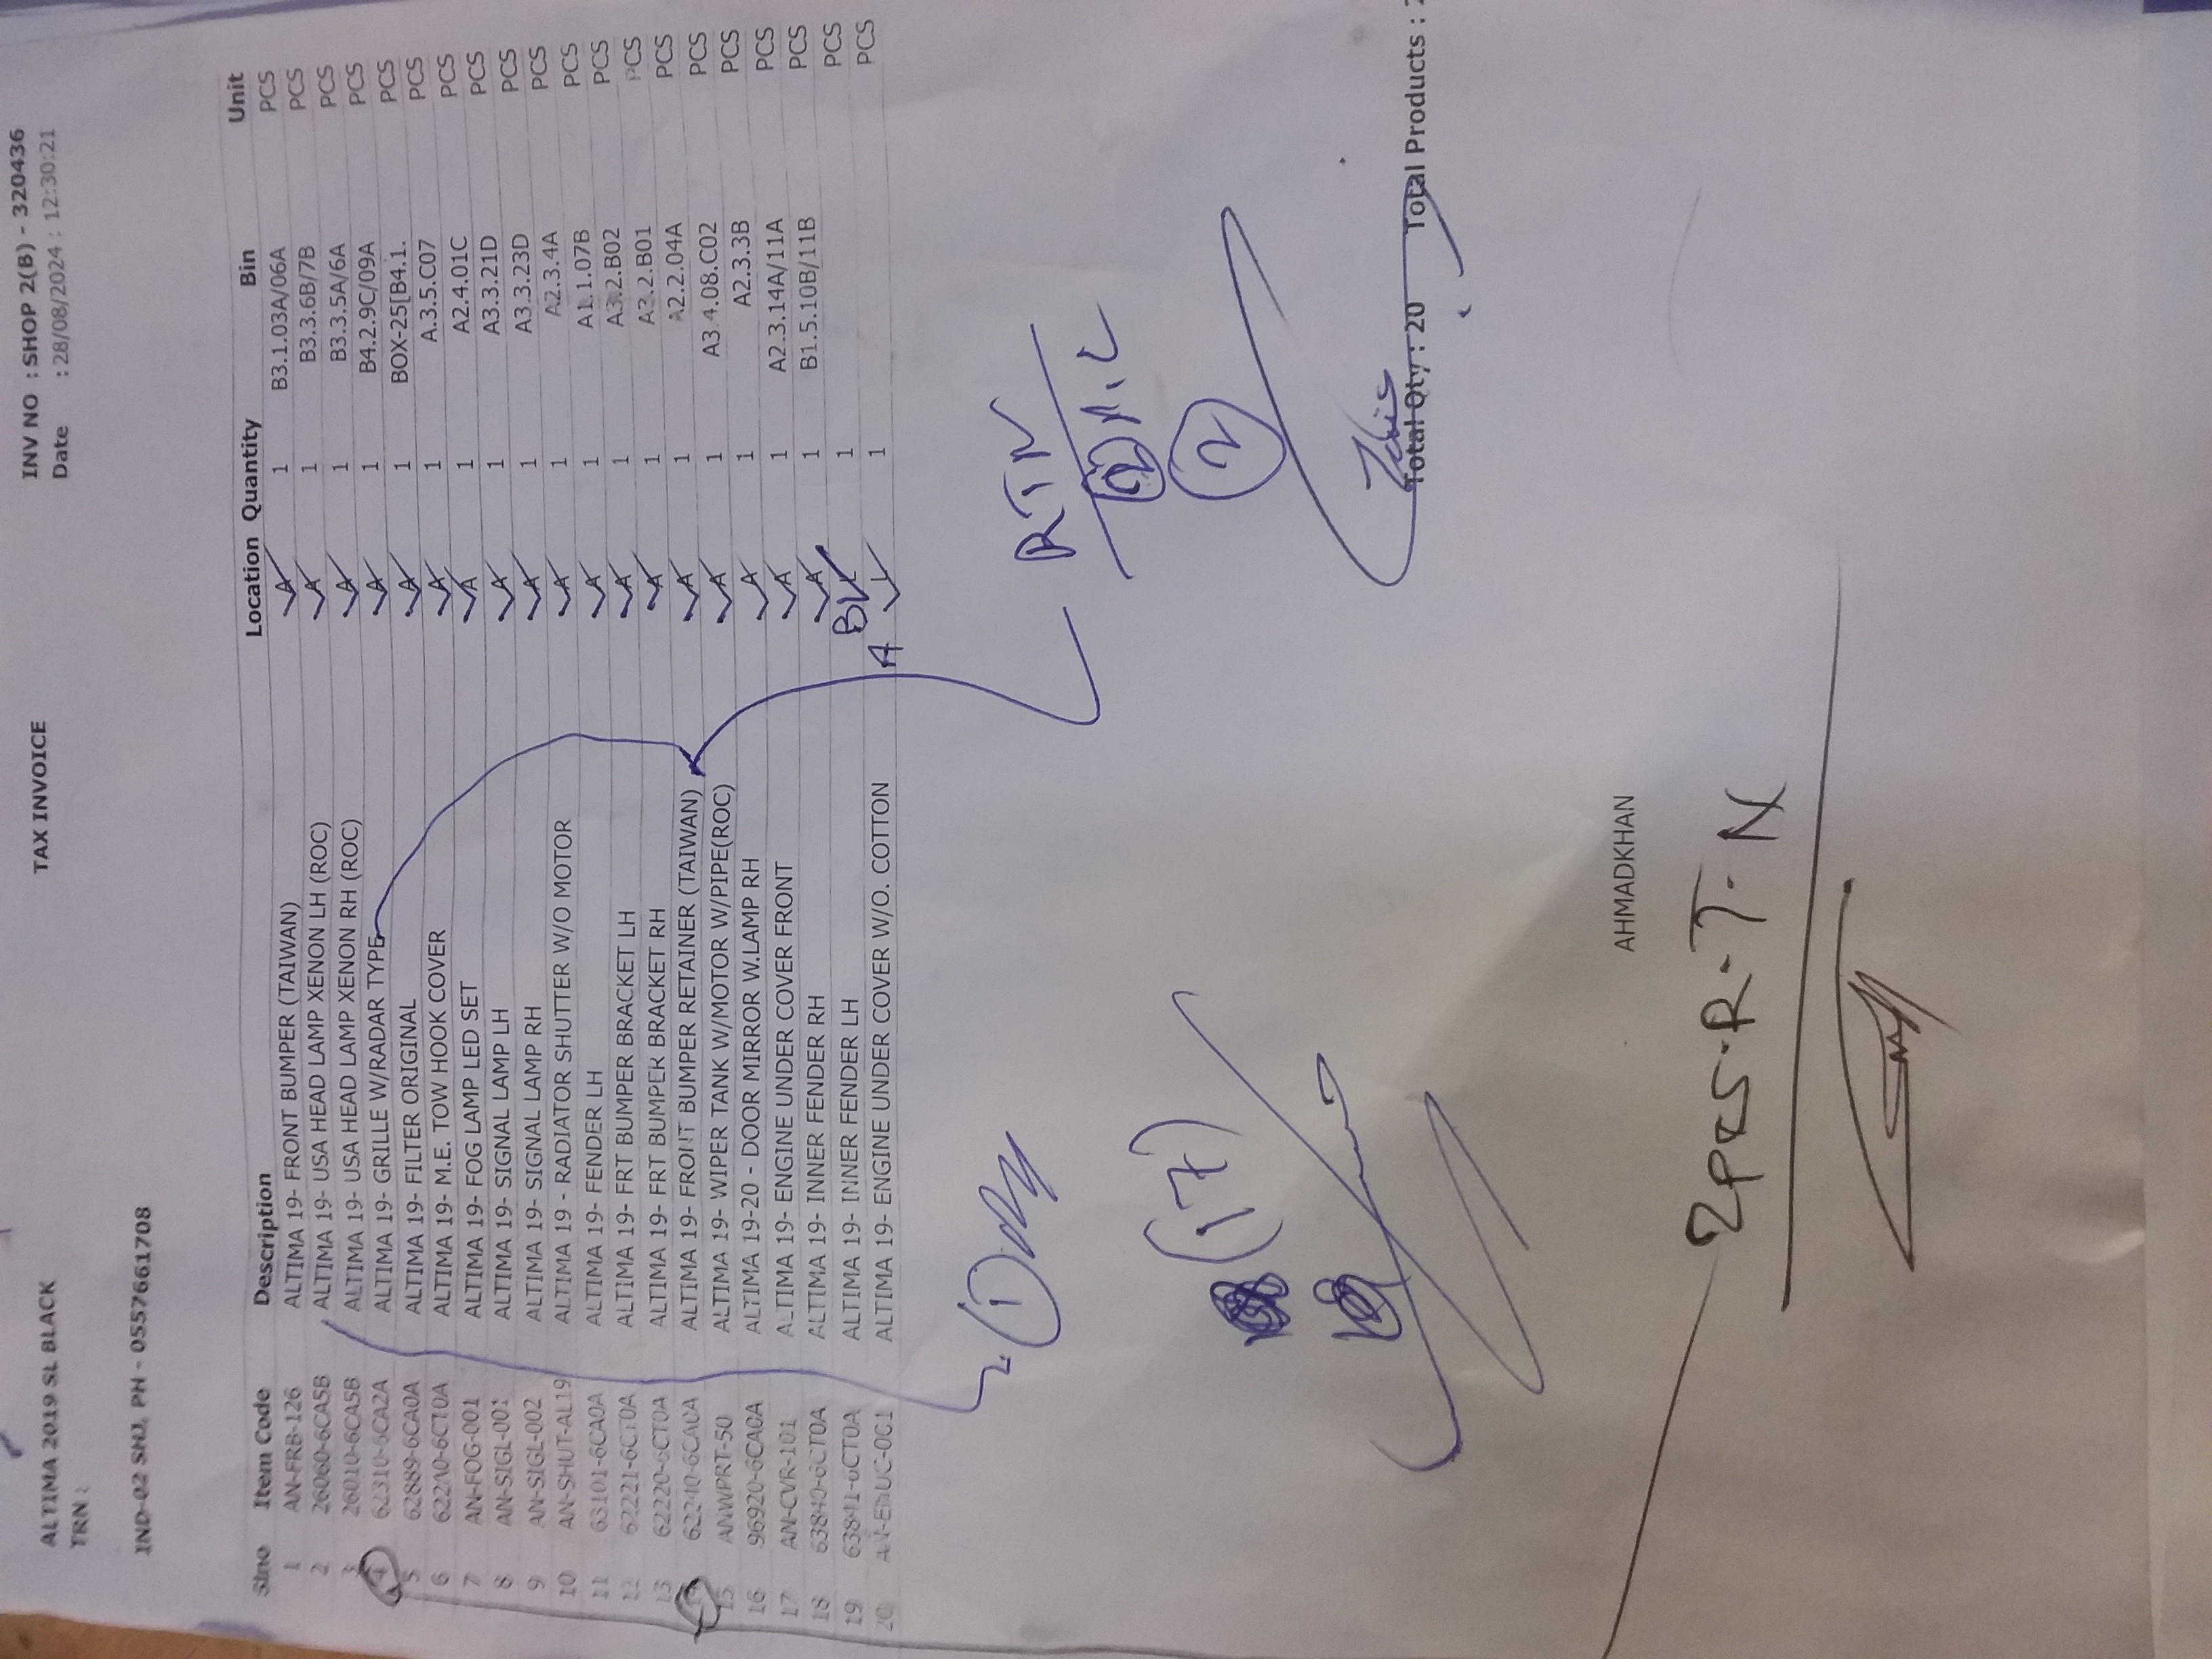 TAX INVOICE
INV NO : SHOP 2(B) - 320436
Date : 28/08/2024 : 12:30:21
ALTIMA 2019 SL BLACK
TRN :
IND-02 SHJ, PH - 0557661708
Slno Item Code Description Location Quantity Bin Unit
1 AN-FRB-126 ALTIMA 19- FRONT BUMPER (TAIWAN) A 1 B3.1.03A/06A PCS
2 26060-6CA5B ALTIMA 19- USA HEAD LAMP XENON LH (ROC) A 1 B3.3.6B/7B PCS
3 26010-6CA5B ALTIMA 19- USA HEAD LAMP XENON RH (ROC) A 1 B3.3.5A/6A PCS
4 62310-6CA2A ALTIMA 19- GRILLE W/RADAR TYPE A 1 B4.2.9C/09A PCS
5 62889-6CA0A ALTIMA 19- FILTER ORIGINAL A 1 BOX-25[B4.1. PCS
6 622A0-6CT0A ALTIMA 19- M.E. TOW HOOK COVER A 1 A.3.5.C07 PCS
7 AN-FOG-001 ALTIMA 19- FOG LAMP LED SET A 1 A2.4.01C PCS
8 AN-SIGL-001 ALTIMA 19- SIGNAL LAMP LH A 1 A3.3.21D PCS
9 AN-SIGL-002 ALTIMA 19- SIGNAL LAMP RH A 1 A3.3.23D PCS
10 AN-SHUT-AL19 ALTIMA 19 - RADIATOR SHUTTER W/O MOTOR A 1 A2.3.4A PCS
11 63101-6CA0A ALTIMA 19- FENDER LH A 1 A1.1.07B PCS
12 62221-6CT0A ALTIMA 19- FRT BUMPER BRACKET LH A 1 A3.2.B02 PCS
13 62220-6CT0A ALTIMA 19- FRT BUMPER BRACKET RH A 1 A3.2.B01 PCS
14 62240-6CA0A ALTIMA 19- FRONT BUMPER RETAINER (TAIWAN) A 1 A2.2.04A PCS
15 ANWPRT-50 ALTIMA 19- WIPER TANK W/MOTOR W/PIPE(ROC) A 1 A3.4.08.C02 PCS
16 96920-6CA0A ALTIMA 19-20 - DOOR MIRROR W.LAMP RH A 1 A2.3.3B PCS
17 AN-CVR-101 ALTIMA 19- ENGINE UNDER COVER FRONT A 1 A2.3.14A/11A PCS
18 63840-6CT0A ALTIMA 19- INNER FENDER RH A 1 B1.5.10B/11B PCS
19 63841-6CT0A ALTIMA 19- INNER FENDER LH B 1 PCS
20 ALTIMA 19- ENGINE UNDER COVER W/O. COTTON A 1 PCS
RTN
2
1
(17)
Total Qty : 20 Total Products :
AHMADKHAN
2PCS-R-T-N